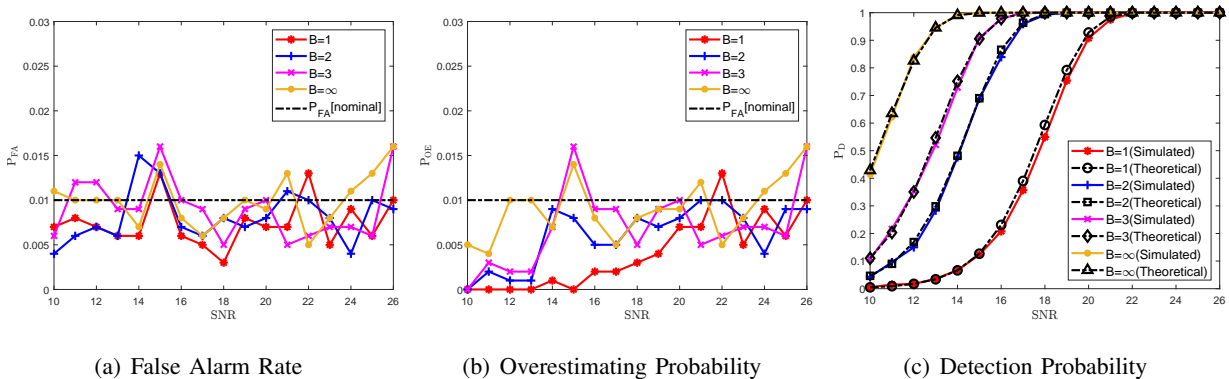 0.03
0.025
0.02
0.015
0.01
0.005
0
P_FA
10 12 14 16 18 20 22 24 26
SNR
B=1
B=2
B=3
B=∞
P_FA[nominal]
(a) False Alarm Rate
0.03
0.025
0.02
0.015
0.01
0.005
0
P_OE
10 12 14 16 18 20 22 24 26
SNR
B=1
B=2
B=3
B=∞
P_FA[nominal]
(b) Overestimating Probability
1
0.9
0.8
0.7
0.6
0.5
0.4
0.3
0.2
0.1
0
P_D
10 12 14 16 18 20 22 24 26
SNR
B=1(Simulated)
B=1(Theoretical)
B=2(Simulated)
B=2(Theoretical)
B=3(Simulated)
B=3(Theoretical)
B=∞(Simulated)
B=∞(Theoretical)
(c) Detection Probability